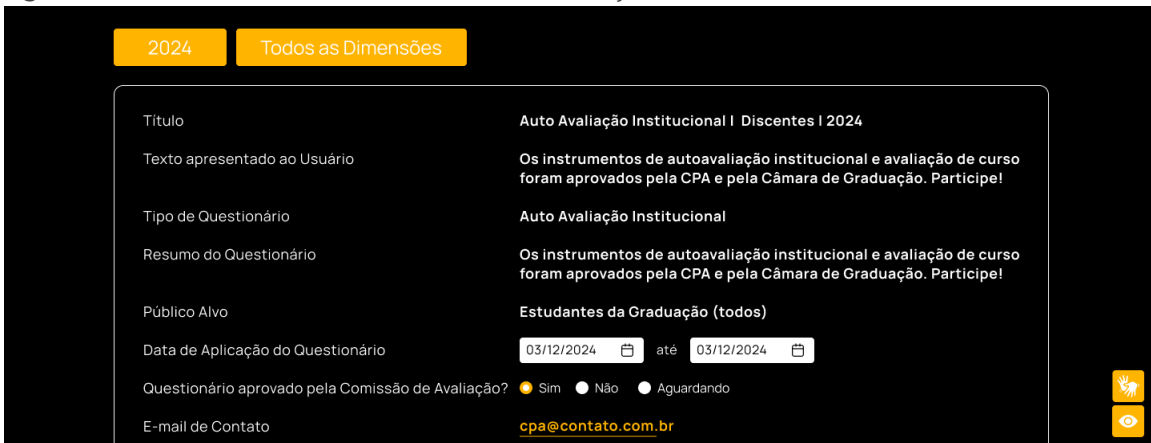 2024 Todos as Dimensões
Título Auto Avaliação Institucional I Discentes I 2024
Texto apresentado ao Usuário Os instrumentos de autoavaliação institucional e avaliação de curso
foram aprovados pela CPA e pela Câmara de Graduação. Participe!
Tipo de Questionário Auto Avaliação Institucional
Resumo do Questionário Os instrumentos de autoavaliação institucional e avaliação de curso
foram aprovados pela CPA e pela Câmara de Graduação. Participe!
Público Alvo Estudantes da Graduação (todos)
Data de Aplicação do Questionário 03/12/2024 até 03/12/2024
Questionário aprovado pela Comissão de Avaliação? Sim Não Aguardando
E-mail de Contato cpa@contato.com.br